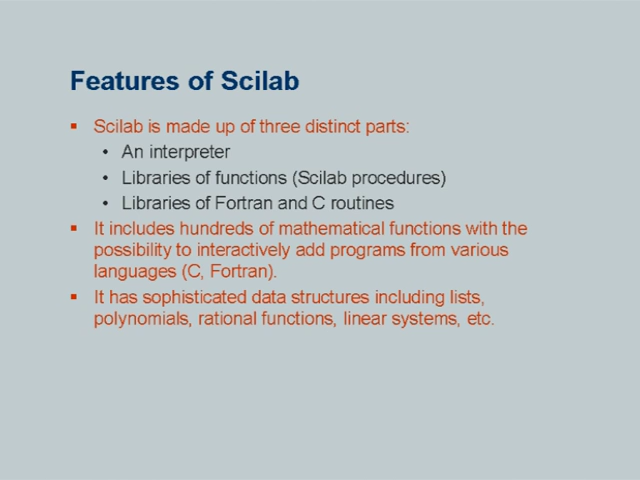 Features of Scilab
▪ Scilab is made up of three distinct parts:
• An interpreter
• Libraries of functions (Scilab procedures)
• Libraries of Fortran and C routines
▪ It includes hundreds of mathematical functions with the
possibility to interactively add programs from various
languages (C, Fortran).
▪ It has sophisticated data structures including lists,
polynomials, rational functions, linear systems, etc.